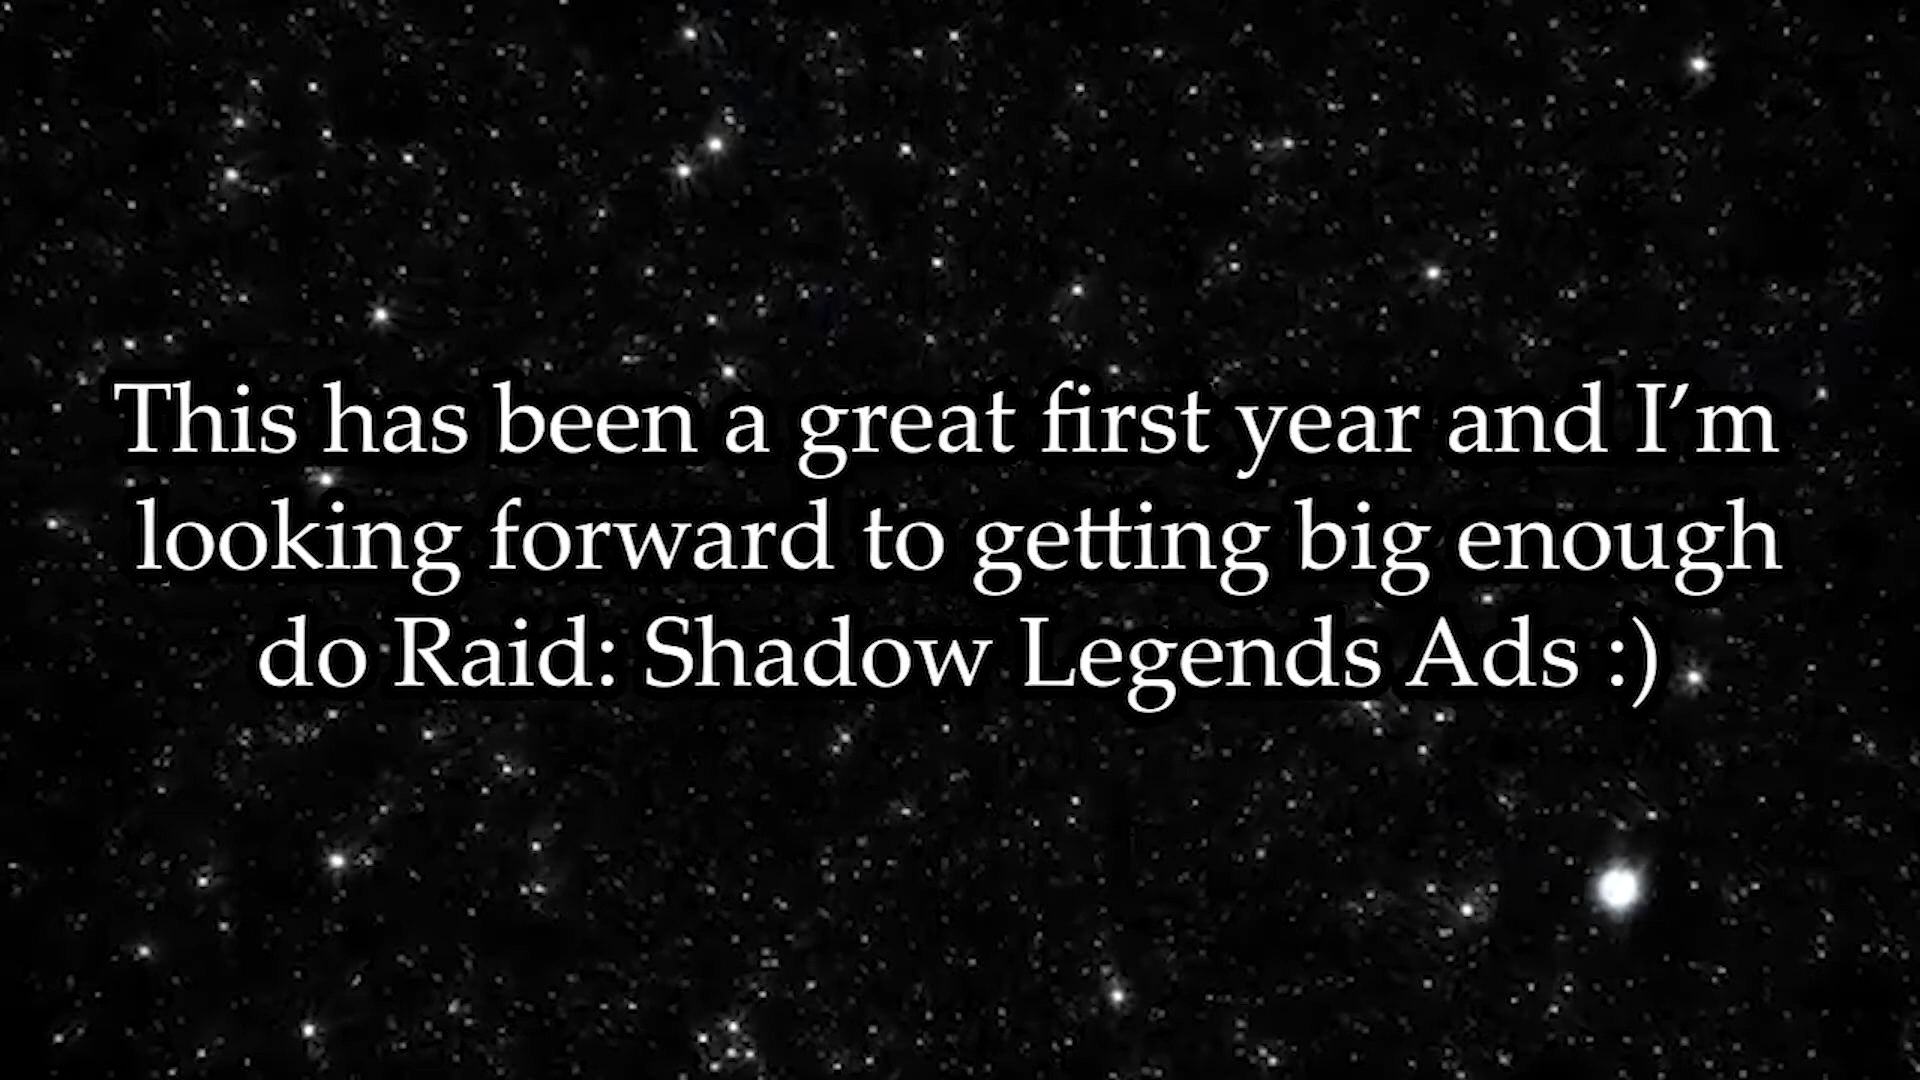 This has been a great first year and I’m
looking forward to getting big enough
do Raid: Shadow Legends Ads :)